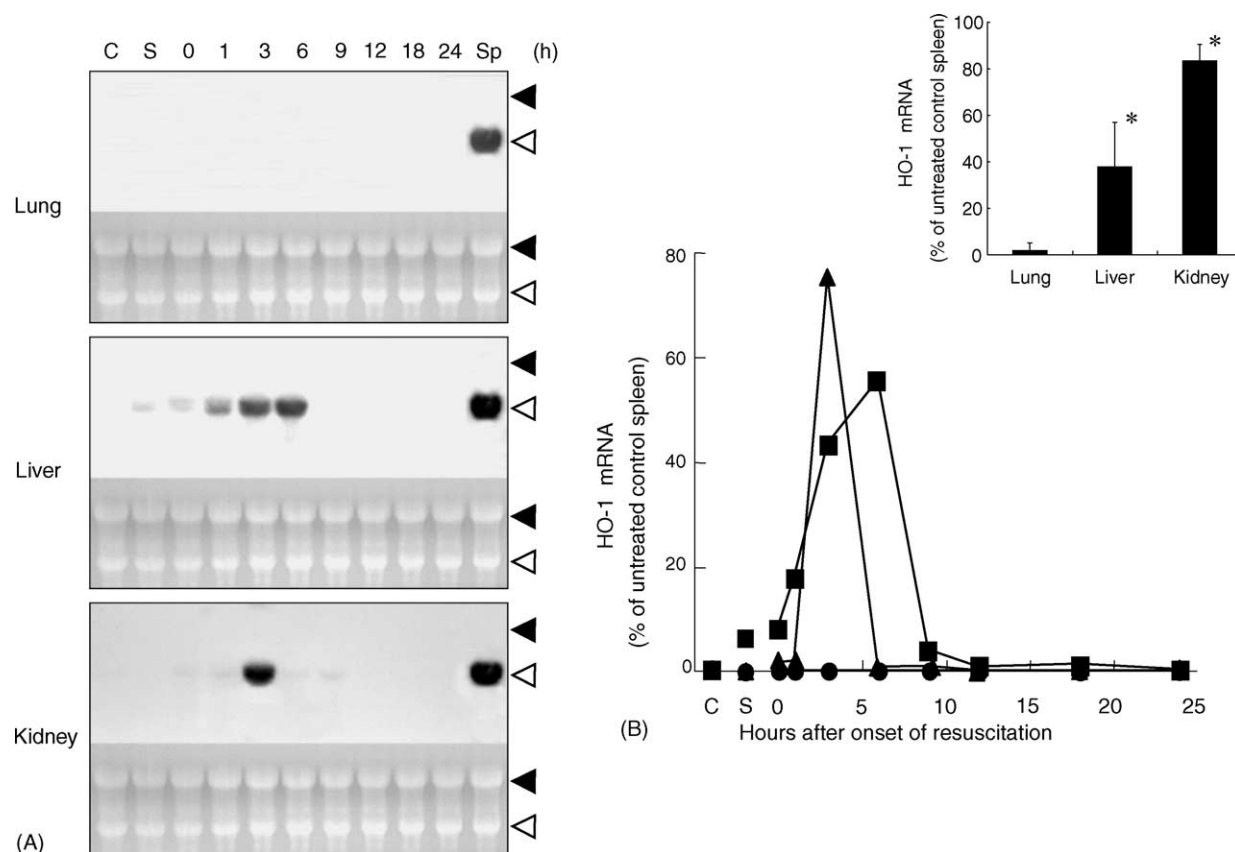 C S 0 1 3 6 9 12 18 24 Sp (h)
Lung
Liver
Kidney
(A)
HO-1 mRNA
(% of untreated control spleen)
100
80
60
40
20
0
Lung Liver Kidney
* *
HO-1 mRNA
(% of untreated control spleen)
80
60
40
20
0
C S 0 5 10 15 20 25
Hours after onset of resuscitation
(B)